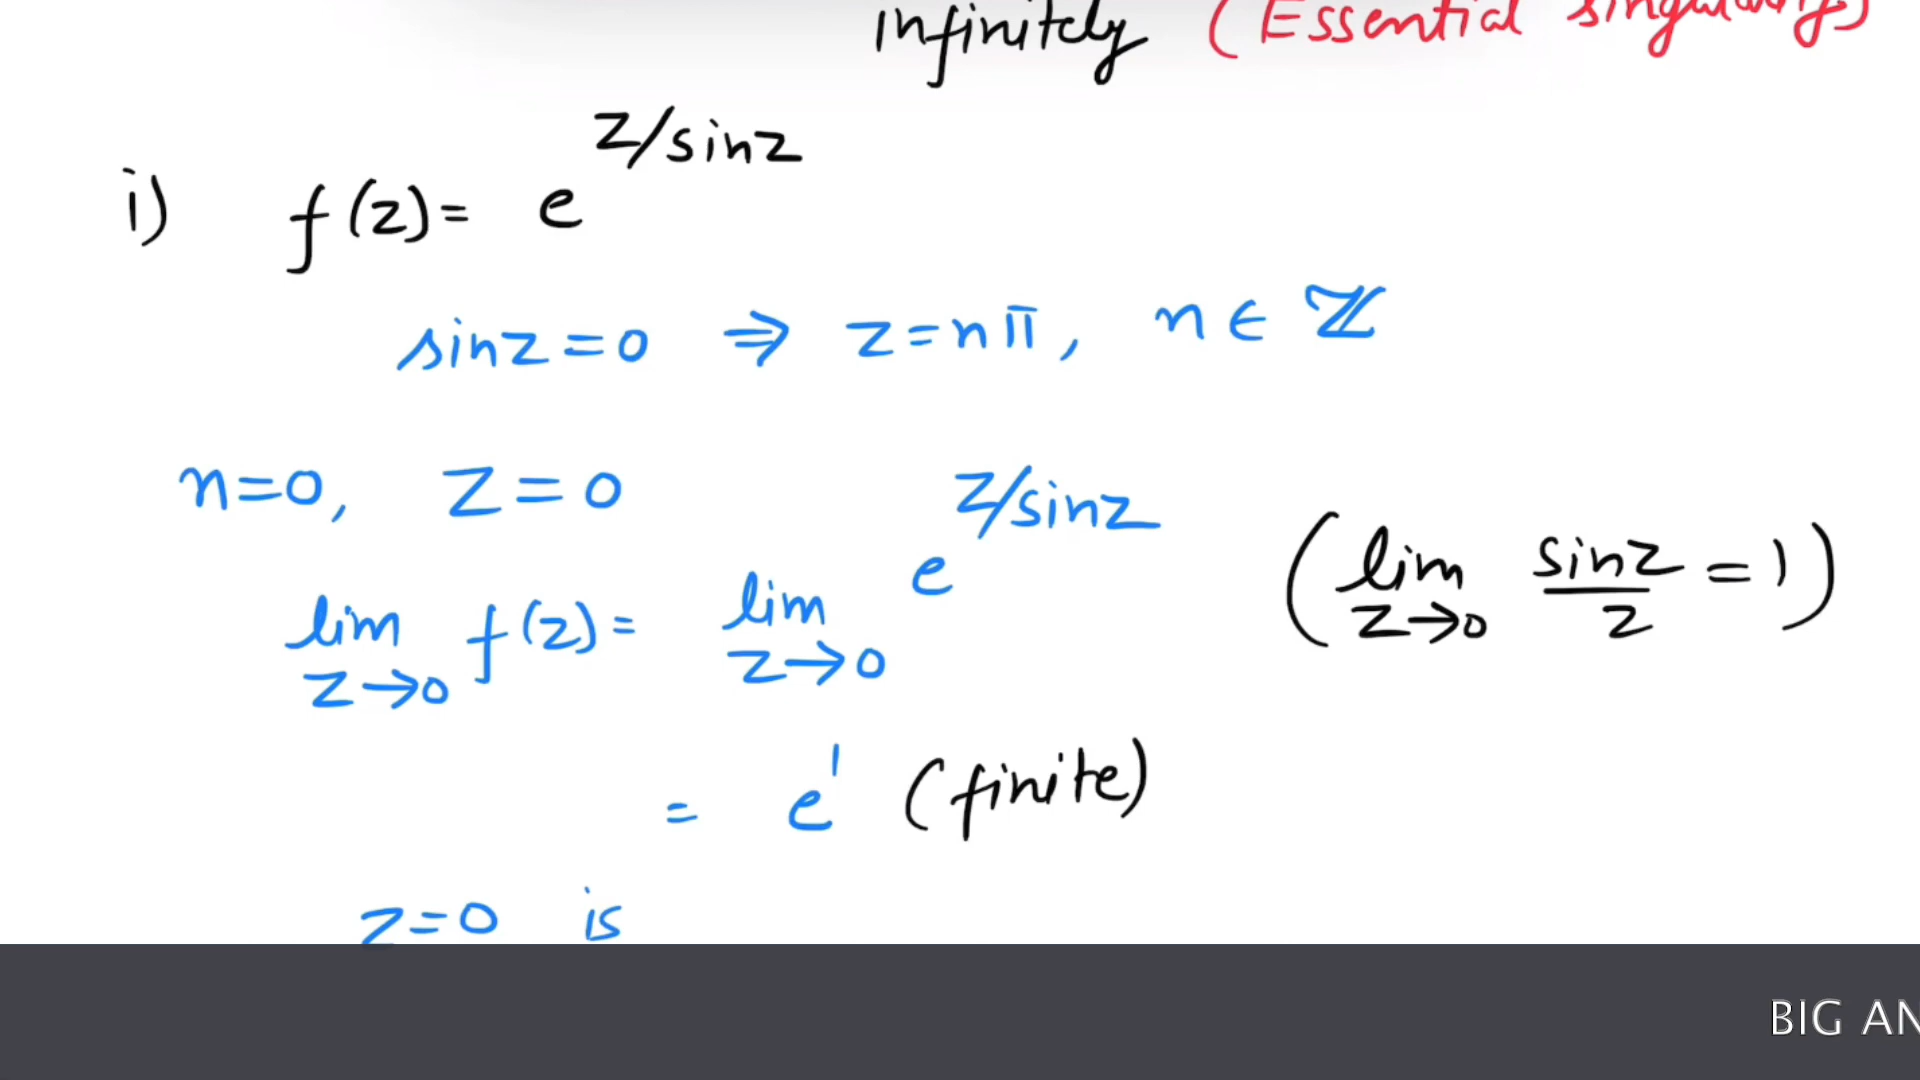 infinitely (Essential singularity)
i) f(z) = e^{z/sinz}
sinz = 0 ⇒ z = nπ, n ∈ ℤ
n=0, z = 0
lim_{z→0} f(z) = lim_{z→0} e^{z/sinz} (lim_{z→0} sinz/z = 1)
= e^1 (finite)
z=0 is
BIG AN